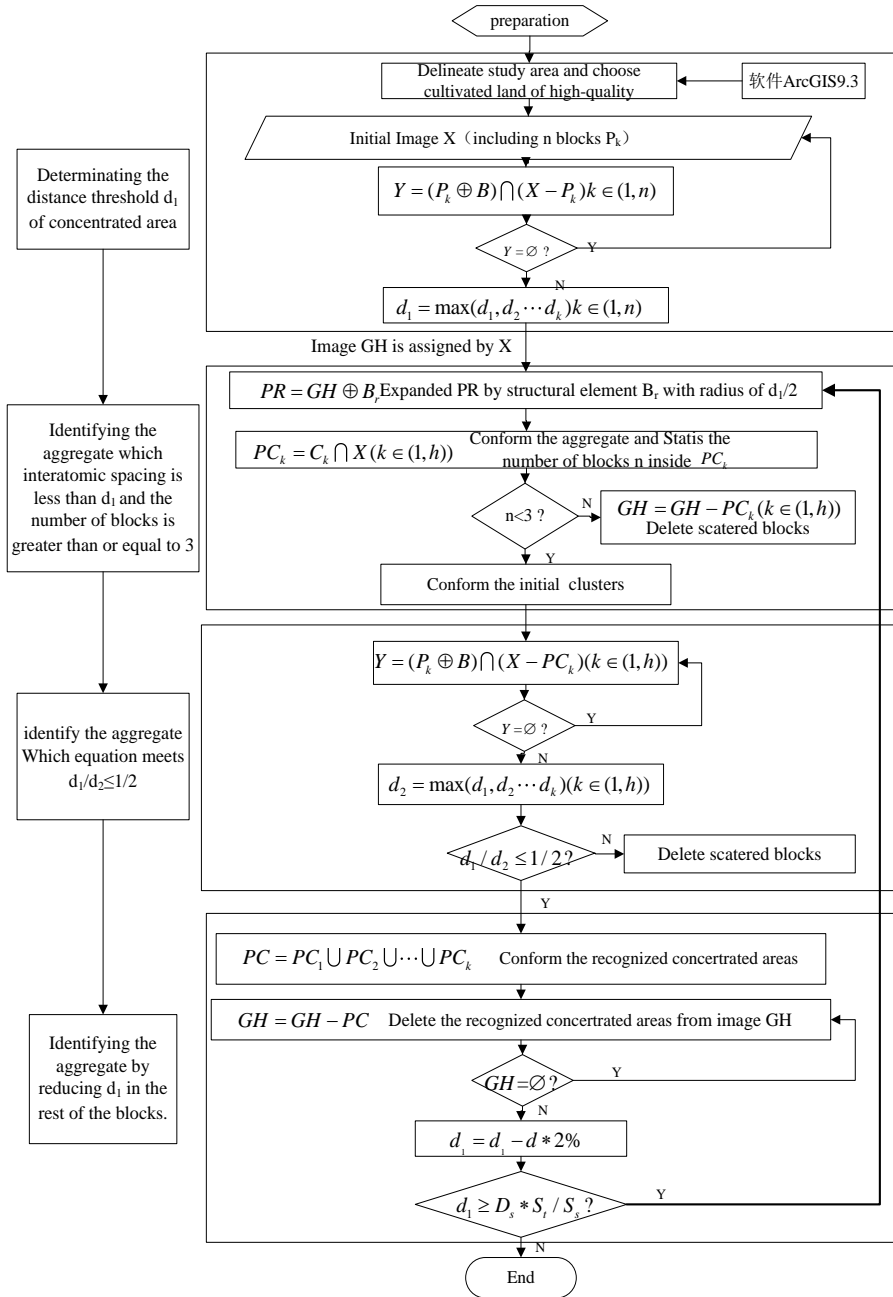 preparation
Delineate study area and choose
cultivated land of high-quality
软件ArcGIS9.3
Initial Image X（including n blocks Pₖ）
Y = (Pₖ ⊕ B)⋂(X − Pₖ)k ∈ (1, n)
Y = ∅ ?
Y
N
d₁ = max(d₁, d₂ ⋯ dₖ)k ∈ (1, n)
Determinating the
distance threshold d₁
of concentrated area
Image GH is assigned by X
PR = GH ⊕ Bᵣ Expanded PR by structural element Bᵣ with radius of d₁/2
PCₖ = Cₖ ⋂ X(k ∈ (1, h)) Conform the aggregate and Statis the
number of blocks n inside PCₖ
n<3 ?
N
GH = GH − PCₖ(k ∈ (1, h))
Delete scatered blocks
Y
Conform the initial clusters
Identifying the
aggregate which
interatomic spacing is
less than d₁ and the
number of blocks is
greater than or equal to 3
Y = (Pₖ ⊕ B)⋂(X − PCₖ)(k ∈ (1, h))
Y = ∅ ?
Y
N
d₂ = max(d₁, d₂ ⋯ dₖ)(k ∈ (1, h))
d₁ / d₂ ≤ 1/ 2 ?
N
Delete scatered blocks
Y
identify the aggregate
Which equation meets
d₁/d₂≤1/2
PC = PC₁ ⋃ PC₂ ⋃ ⋯ ⋃ PCₖ Conform the recognized concertrated areas
GH = GH − PC Delete the recognized concertrated areas from image GH
GH = ∅ ?
Y
N
d₁ = d₁ − d * 2%
d₁ ≥ Dₛ * Sₜ / Sₛ ?
Y
N
End
Identifying the
aggregate by
reducing d₁ in the
rest of the blocks.